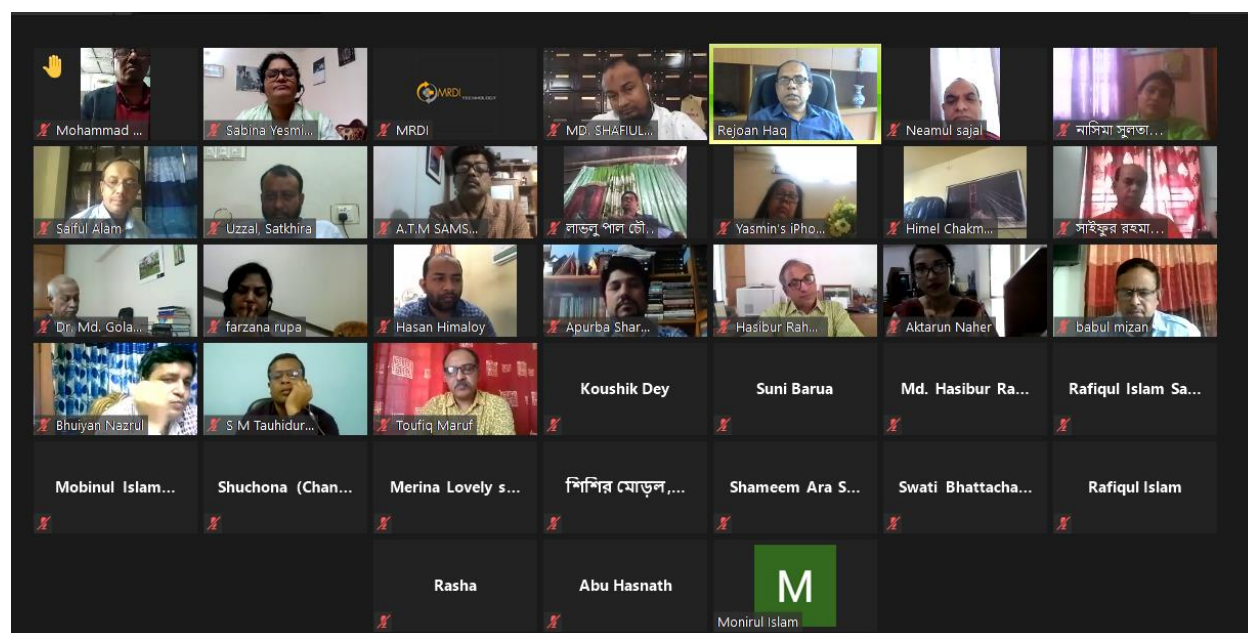 Mohammad ...
Sabina Yesmi...
MRDI TECHNOLOGY
MRDI
MD. SHAFIUL...
Rejoan Haq
Neamul sajal
নাসিমা সুলতা...
Saiful Alam
Uzzal, Satkhira
A.T.M SAMS...
লাভলু পাল চৌ..
Yasmin's iPho...
Himel Chakm...
সাইফুর রহমা...
Dr. Md. Gola...
farzana rupa
Hasan Himaloy
Apurba Shar...
Hasibur Rah...
Aktarun Naher
babul mizan
Bhuiyan Nazrul
S M Tauhidur...
Toufiq Maruf
Koushik Dey
Suni Barua
Md. Hasibur Ra...
Rafiqul Islam Sa...
Mobinul Islam...
Shuchona (Chan...
Merina Lovely s...
শিশির মোড়ল,...
Shameem Ara S...
Swati Bhattacha...
Rafiqul Islam
Rasha
Abu Hasnath
M
Monirul Islam